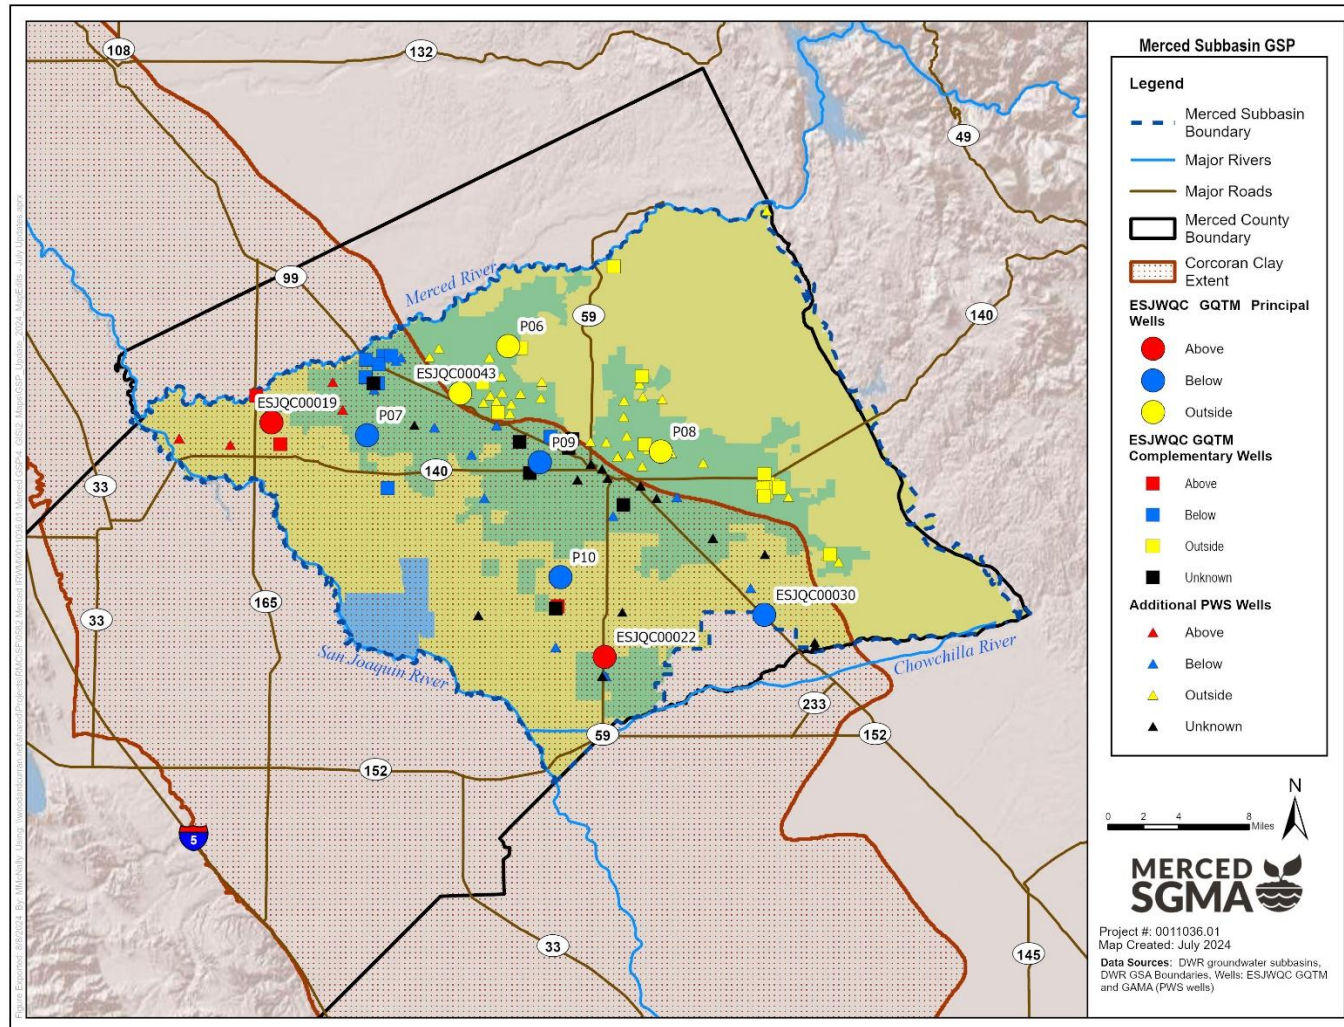 108
132
49
99
Merced River
59
140
P06
ESJQC00043
ESJQC00019
P07
P09
P08
140
33
P10
165
ESJQC00030
33
ESJQC00022
San Joaquin River
Chowchilla River
233
59
152
152
5
33
145
Merced Subbasin GSP
Legend
Merced Subbasin
Boundary
Major Rivers
Major Roads
Merced County
Boundary
Corcoran Clay
Extent
ESJWQC GQTM Principal
Wells
Above
Below
Outside
ESJWQC GQTM
Complementary Wells
Above
Below
Outside
Unknown
Additional PWS Wells
Above
Below
Outside
Unknown
N
0 2 4 8
Miles
MERCED
SGMA
Project #: 0011036.01
Map Created: July 2024
Data Sources: DWR groundwater subbasins,
DWR GSA Boundaries, Wells: ESJWQC GQTM
and GAMA (PWS wells)